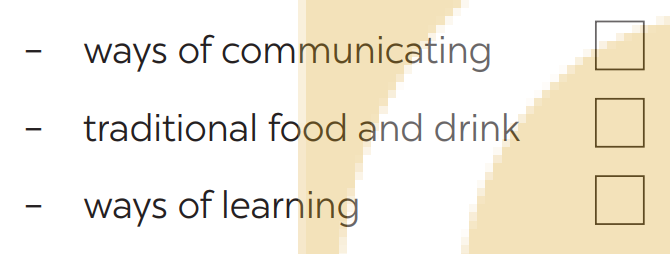 – ways of communicating
– traditional food and drink
– ways of learning